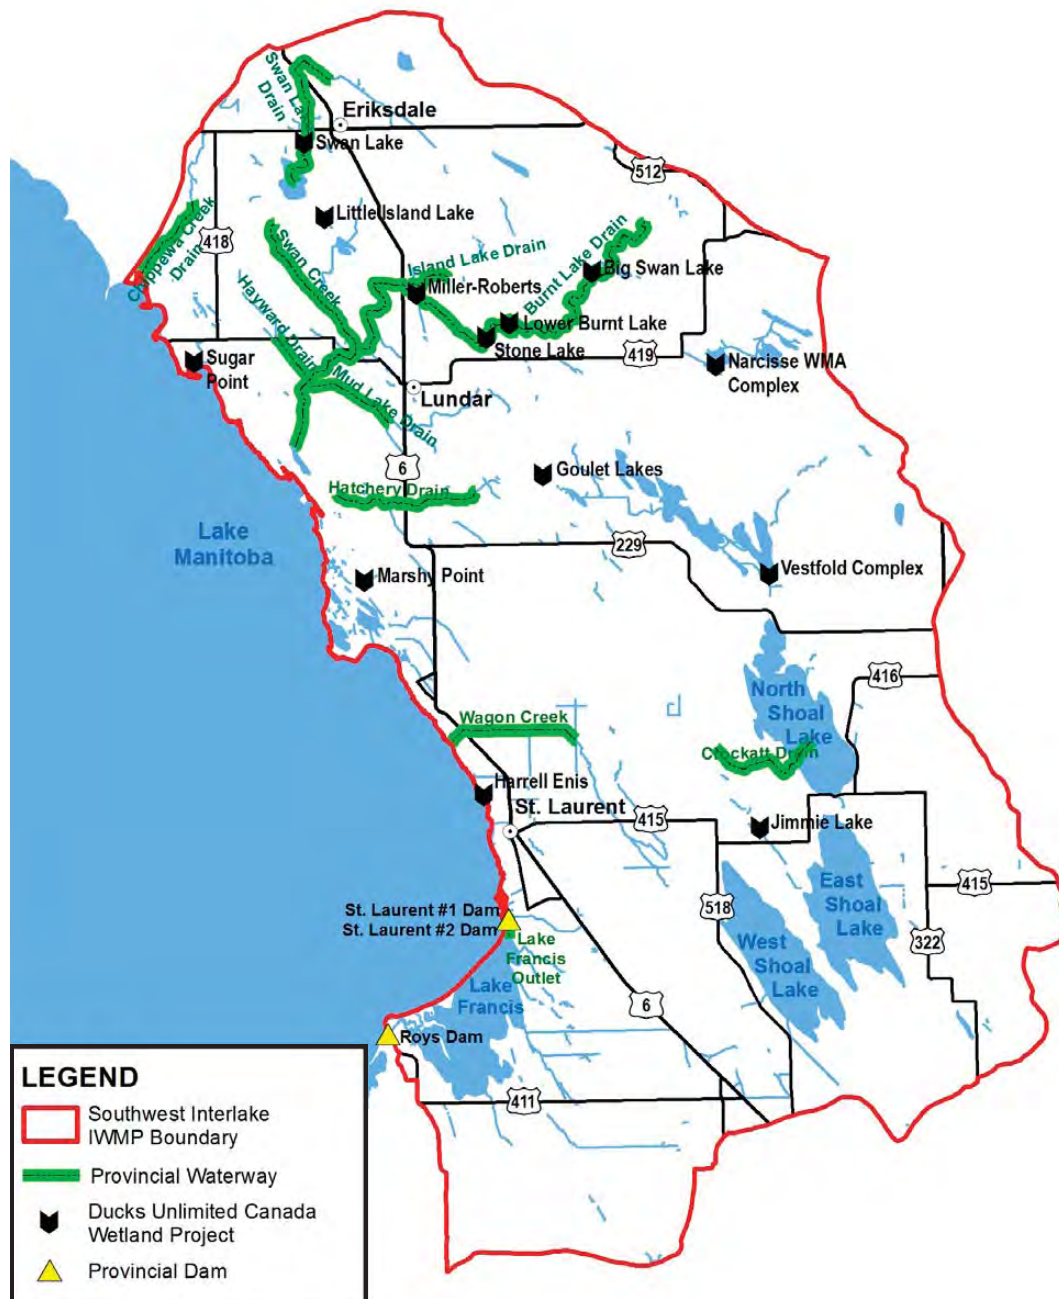 Swan Lake
Drain
Eriksdale
Swan Lake
512
Little Island Lake
Chippewa Creek
Drain
418
Swan Creek
Island Lake Drain
Burnt Lake Drain
Big Swan Lake
Miller-Roberts
Hayward Drain
Lower Burnt Lake
Stone Lake
419
Sugar
Point
Narcisse WMA
Complex
Mud Lake Drain
Lundar
6
Goulet Lakes
Hatchery Drain
Lake
Manitoba
229
Marshy Point
Vestfold Complex
416
North
Shoal
Lake
Wagon Creek
Crockatt Drain
Harrell Enis
St. Laurent
415
Jimmie Lake
415
East
Shoal
Lake
518
St. Laurent #1 Dam
St. Laurent #2 Dam
Lake
Francis
Outlet
West
Shoal
Lake
322
Lake
Francis
6
Roys Dam
411
LEGEND
Southwest Interlake
IWMP Boundary
Provincial Waterway
Ducks Unlimited Canada
Wetland Project
Provincial Dam